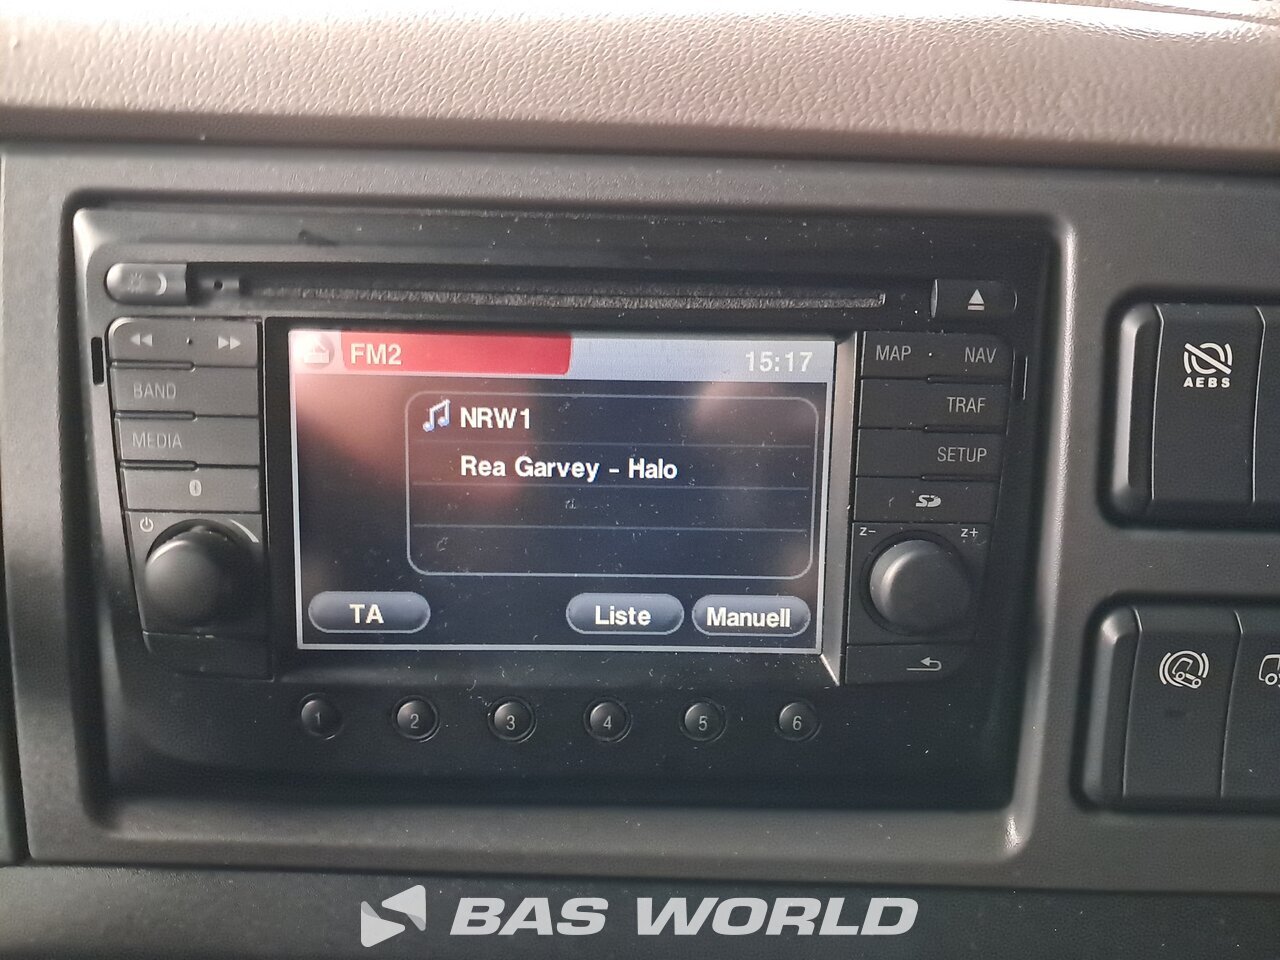 FM2
15:17
NRW1
Rea Garvey - Halo
TA
Liste
Manuell
BAND
MEDIA
MAP · NAV
TRAF
SETUP
z-
z+
1
2
3
4
5
6
AEBS
BAS WORLD